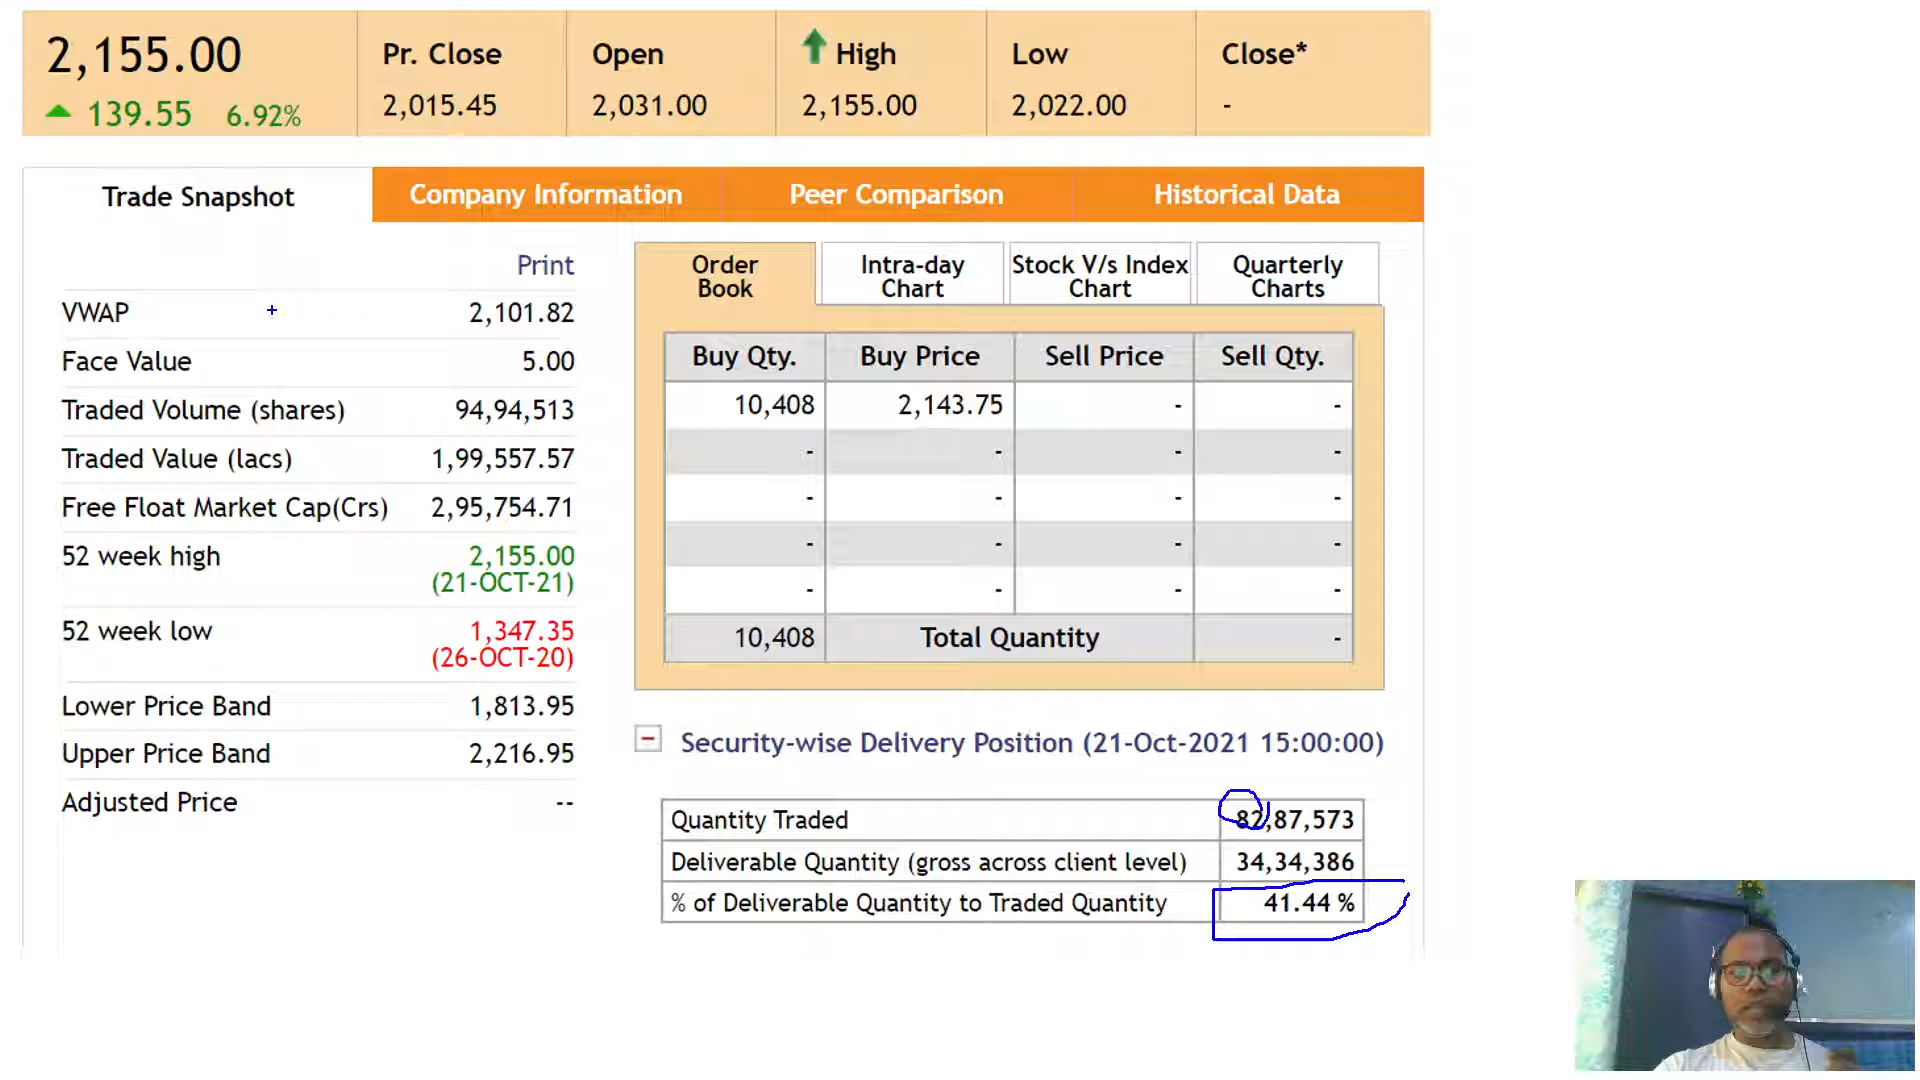 2,155.00
139.55 6.92%
Pr. Close
2,015.45
Open
2,031.00
High
2,155.00
Low
2,022.00
Close*
-
Trade Snapshot
Company Information
Peer Comparison
Historical Data
Print
VWAP 2,101.82
Face Value 5.00
Traded Volume (shares) 94,94,513
Traded Value (lacs) 1,99,557.57
Free Float Market Cap(Crs) 2,95,754.71
52 week high 2,155.00
(21-OCT-21)
52 week low 1,347.35
(26-OCT-20)
Lower Price Band 1,813.95
Upper Price Band 2,216.95
Adjusted Price --
Order
Book
Intra-day
Chart
Stock V/s Index
Chart
Quarterly
Charts
Buy Qty. Buy Price Sell Price Sell Qty.
10,408 2,143.75 - -
- - - -
- - - -
- - - -
- - - -
10,408 Total Quantity -
Security-wise Delivery Position (21-Oct-2021 15:00:00)
Quantity Traded 82,87,573
Deliverable Quantity (gross across client level) 34,34,386
% of Deliverable Quantity to Traded Quantity 41.44 %